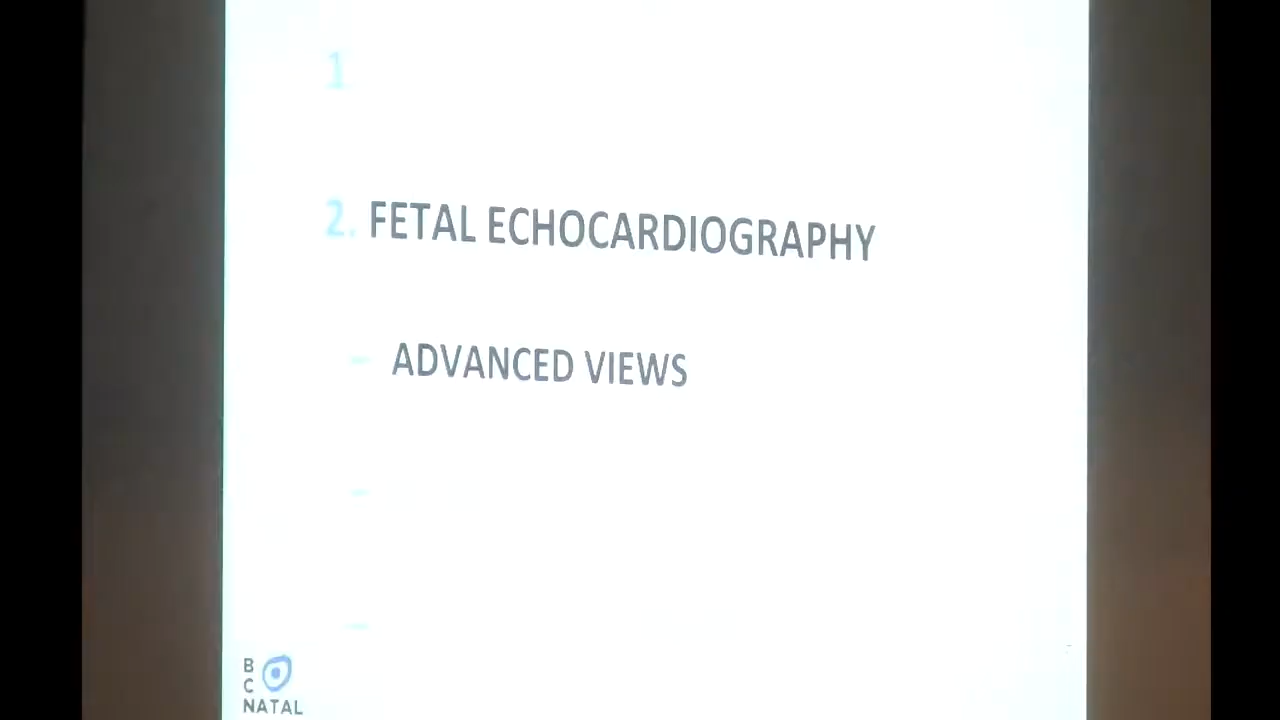 1
2. FETAL ECHOCARDIOGRAPHY
– ADVANCED VIEWS
–
–
B
C
NATAL